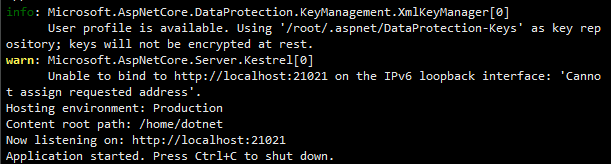 info: Microsoft.AspNetCore.DataProtection.KeyManagement.XmlKeyManager[0]
User profile is available. Using '/root/.aspnet/DataProtection-Keys' as key rep
ository; keys will not be encrypted at rest.
warn: Microsoft.AspNetCore.Server.Kestrel[0]
Unable to bind to http://localhost:21021 on the IPv6 loopback interface: 'Canno
t assign requested address'.
Hosting environment: Production
Content root path: /home/dotnet
Now listening on: http://localhost:21021
Application started. Press Ctrl+C to shut down.